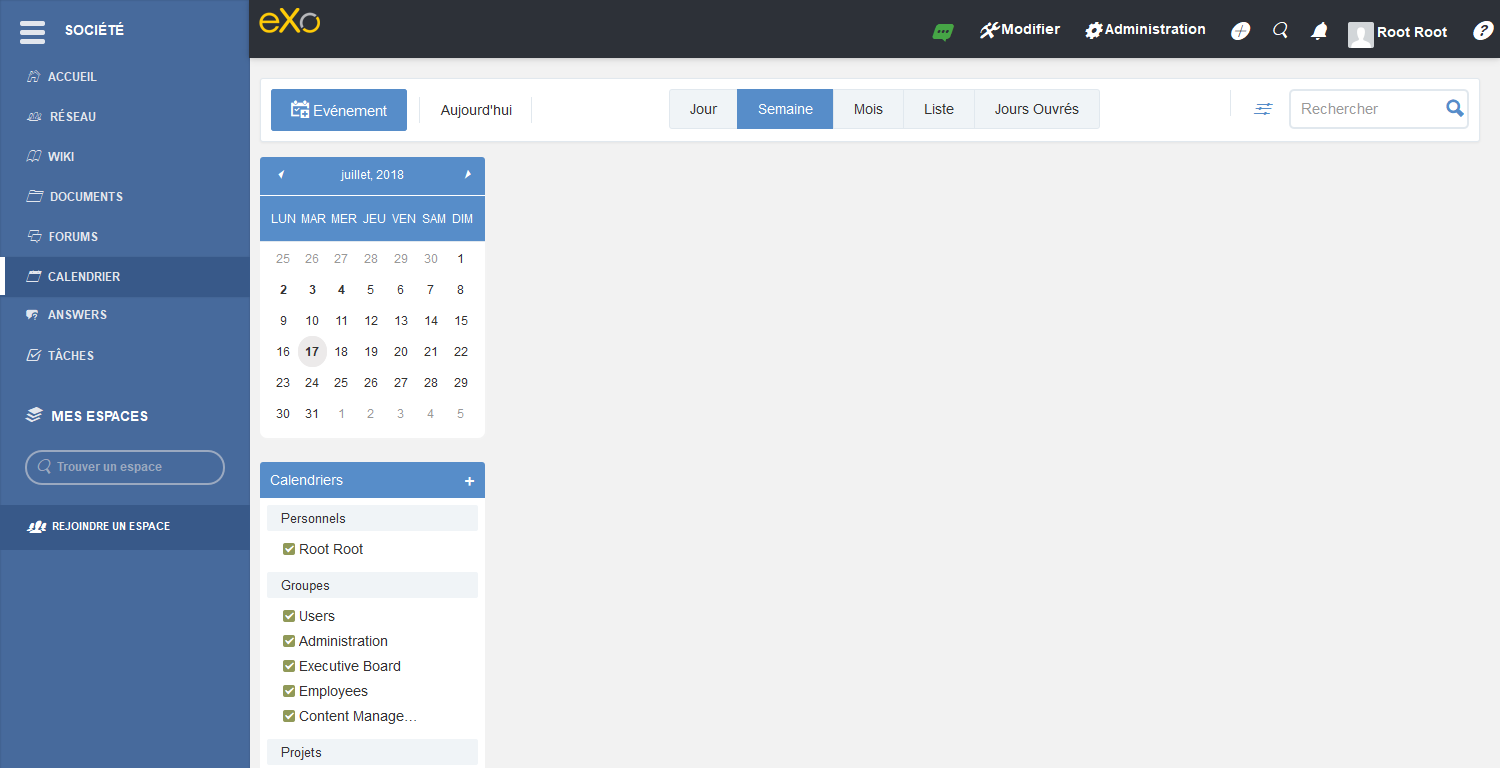 SOCIÉTÉ
ACCUEIL
RÉSEAU
WIKI
DOCUMENTS
FORUMS
CALENDRIER
ANSWERS
TÂCHES
MES ESPACES
Trouver un espace
REJOINDRE UN ESPACE
eXo
Modifier Administration Root Root ?
Evénement Aujourd'hui Jour Semaine Mois Liste Jours Ouvrés Rechercher
juillet, 2018
LUN MAR MER JEU VEN SAM DIM
25 26 27 28 29 30 1
2 3 4 5 6 7 8
9 10 11 12 13 14 15
16 17 18 19 20 21 22
23 24 25 26 27 28 29
30 31 1 2 3 4 5
Calendriers +
Personnels
Root Root
Groupes
Users
Administration
Executive Board
Employees
Content Manage…
Projets